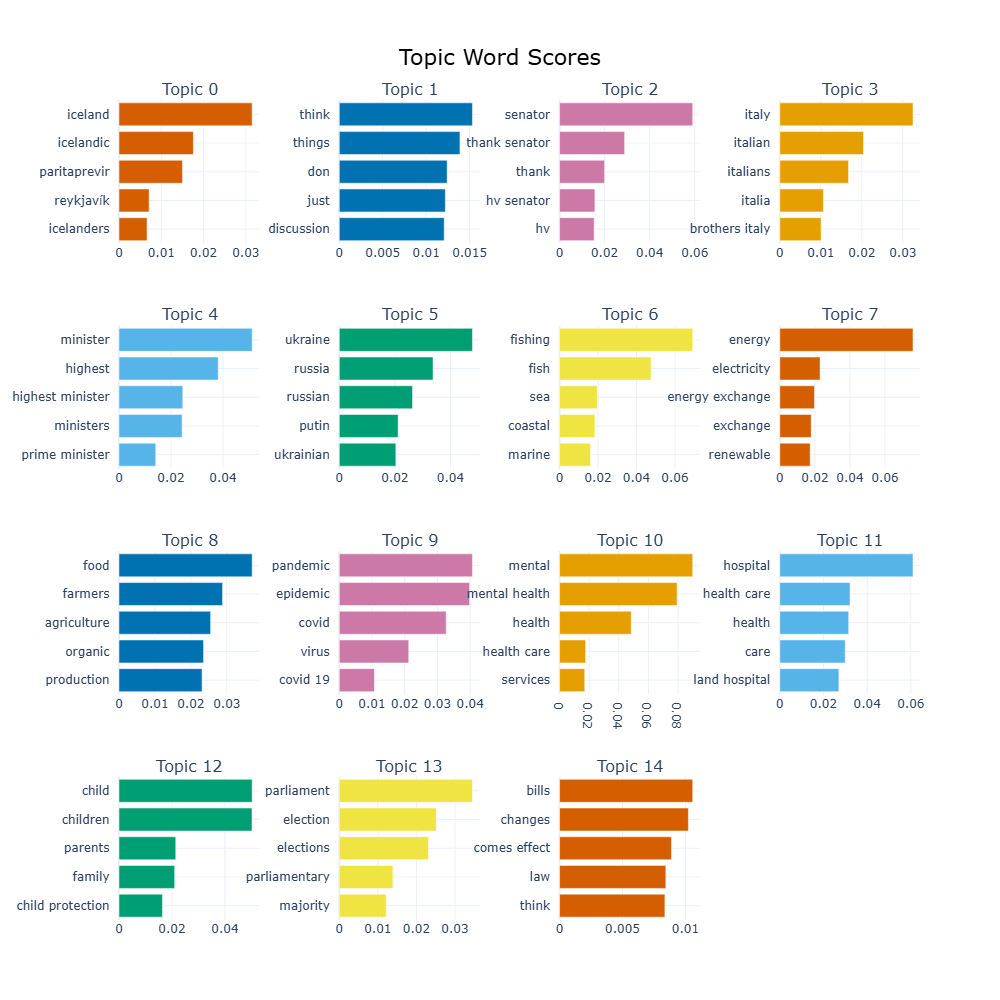 Topic Word Scores
Topic 0
iceland
icelandic
paritaprevir
reykjavík
icelanders
0 0.01 0.02 0.03
Topic 1
think
things
don
just
discussion
0 0.005 0.01 0.015
Topic 2
senator
thank senator
thank
hv senator
hv
0 0.02 0.04 0.06
Topic 3
italy
italian
italians
italia
brothers italy
0 0.01 0.02 0.03
Topic 4
minister
highest
highest minister
ministers
prime minister
0 0.02 0.04
Topic 5
ukraine
russia
russian
putin
ukrainian
0 0.02 0.04
Topic 6
fishing
fish
sea
coastal
marine
0 0.02 0.04 0.06
Topic 7
energy
electricity
energy exchange
exchange
renewable
0 0.02 0.04 0.06
Topic 8
food
farmers
agriculture
organic
production
0 0.01 0.02 0.03
Topic 9
pandemic
epidemic
covid
virus
covid 19
0 0.01 0.02 0.03 0.04
Topic 10
mental
mental health
health
health care
services
0 0.02 0.04 0.06 0.08
Topic 11
hospital
health care
health
care
land hospital
0 0.02 0.04 0.06
Topic 12
child
children
parents
family
child protection
0 0.02 0.04
Topic 13
parliament
election
elections
parliamentary
majority
0 0.01 0.02 0.03
Topic 14
bills
changes
comes effect
law
think
0 0.005 0.01